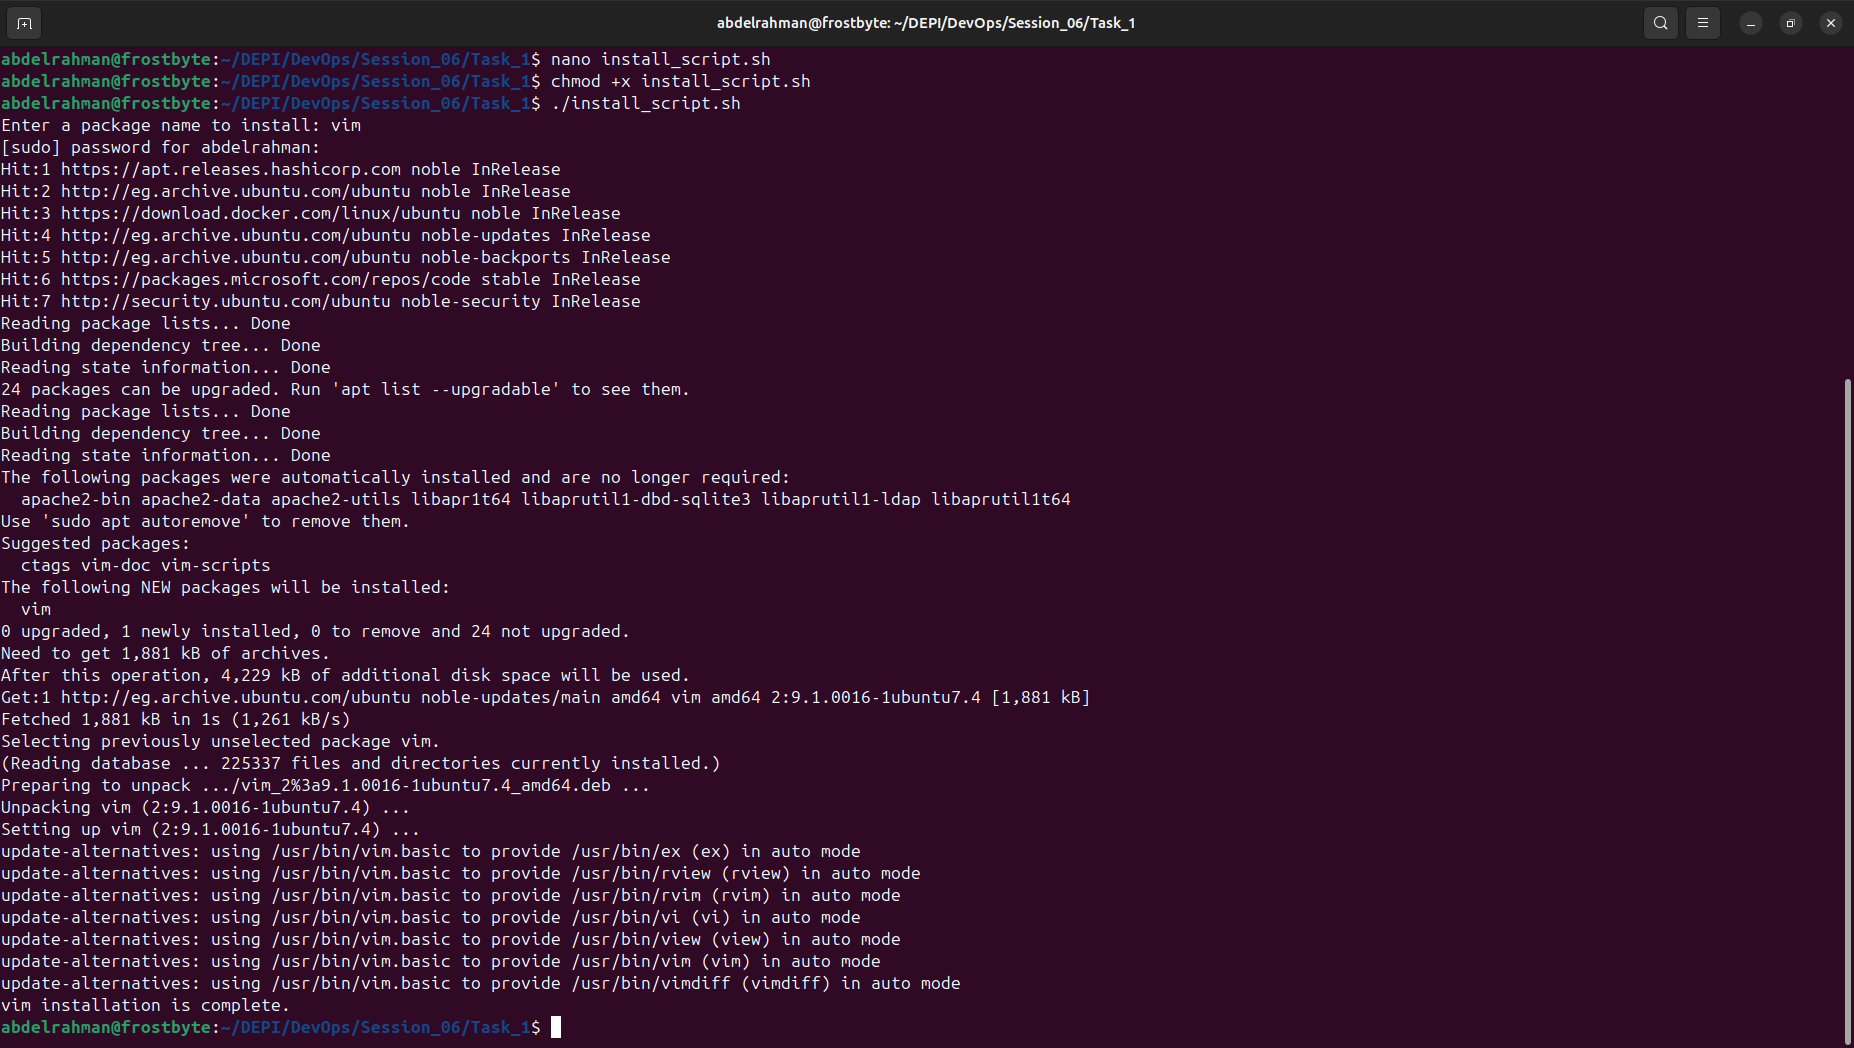 abdelrahman@frostbyte: ~/DEPI/DevOps/Session_06/Task_1
abdelrahman@frostbyte:~/DEPI/DevOps/Session_06/Task_1$ nano install_script.sh
abdelrahman@frostbyte:~/DEPI/DevOps/Session_06/Task_1$ chmod +x install_script.sh
abdelrahman@frostbyte:~/DEPI/DevOps/Session_06/Task_1$ ./install_script.sh
Enter a package name to install: vim
[sudo] password for abdelrahman:
Hit:1 https://apt.releases.hashicorp.com noble InRelease
Hit:2 http://eg.archive.ubuntu.com/ubuntu noble InRelease
Hit:3 https://download.docker.com/linux/ubuntu noble InRelease
Hit:4 http://eg.archive.ubuntu.com/ubuntu noble-updates InRelease
Hit:5 http://eg.archive.ubuntu.com/ubuntu noble-backports InRelease
Hit:6 https://packages.microsoft.com/repos/code stable InRelease
Hit:7 http://security.ubuntu.com/ubuntu noble-security InRelease
Reading package lists... Done
Building dependency tree... Done
Reading state information... Done
24 packages can be upgraded. Run 'apt list --upgradable' to see them.
Reading package lists... Done
Building dependency tree... Done
Reading state information... Done
The following packages were automatically installed and are no longer required:
  apache2-bin apache2-data apache2-utils libapr1t64 libaprutil1-dbd-sqlite3 libaprutil1-ldap libaprutil1t64
Use 'sudo apt autoremove' to remove them.
Suggested packages:
  ctags vim-doc vim-scripts
The following NEW packages will be installed:
  vim
0 upgraded, 1 newly installed, 0 to remove and 24 not upgraded.
Need to get 1,881 kB of archives.
After this operation, 4,229 kB of additional disk space will be used.
Get:1 http://eg.archive.ubuntu.com/ubuntu noble-updates/main amd64 vim amd64 2:9.1.0016-1ubuntu7.4 [1,881 kB]
Fetched 1,881 kB in 1s (1,261 kB/s)
Selecting previously unselected package vim.
(Reading database ... 225337 files and directories currently installed.)
Preparing to unpack .../vim_2%3a9.1.0016-1ubuntu7.4_amd64.deb ...
Unpacking vim (2:9.1.0016-1ubuntu7.4) ...
Setting up vim (2:9.1.0016-1ubuntu7.4) ...
update-alternatives: using /usr/bin/vim.basic to provide /usr/bin/ex (ex) in auto mode
update-alternatives: using /usr/bin/vim.basic to provide /usr/bin/rview (rview) in auto mode
update-alternatives: using /usr/bin/vim.basic to provide /usr/bin/rvim (rvim) in auto mode
update-alternatives: using /usr/bin/vim.basic to provide /usr/bin/vi (vi) in auto mode
update-alternatives: using /usr/bin/vim.basic to provide /usr/bin/view (view) in auto mode
update-alternatives: using /usr/bin/vim.basic to provide /usr/bin/vim (vim) in auto mode
update-alternatives: using /usr/bin/vim.basic to provide /usr/bin/vimdiff (vimdiff) in auto mode
vim installation is complete.
abdelrahman@frostbyte:~/DEPI/DevOps/Session_06/Task_1$